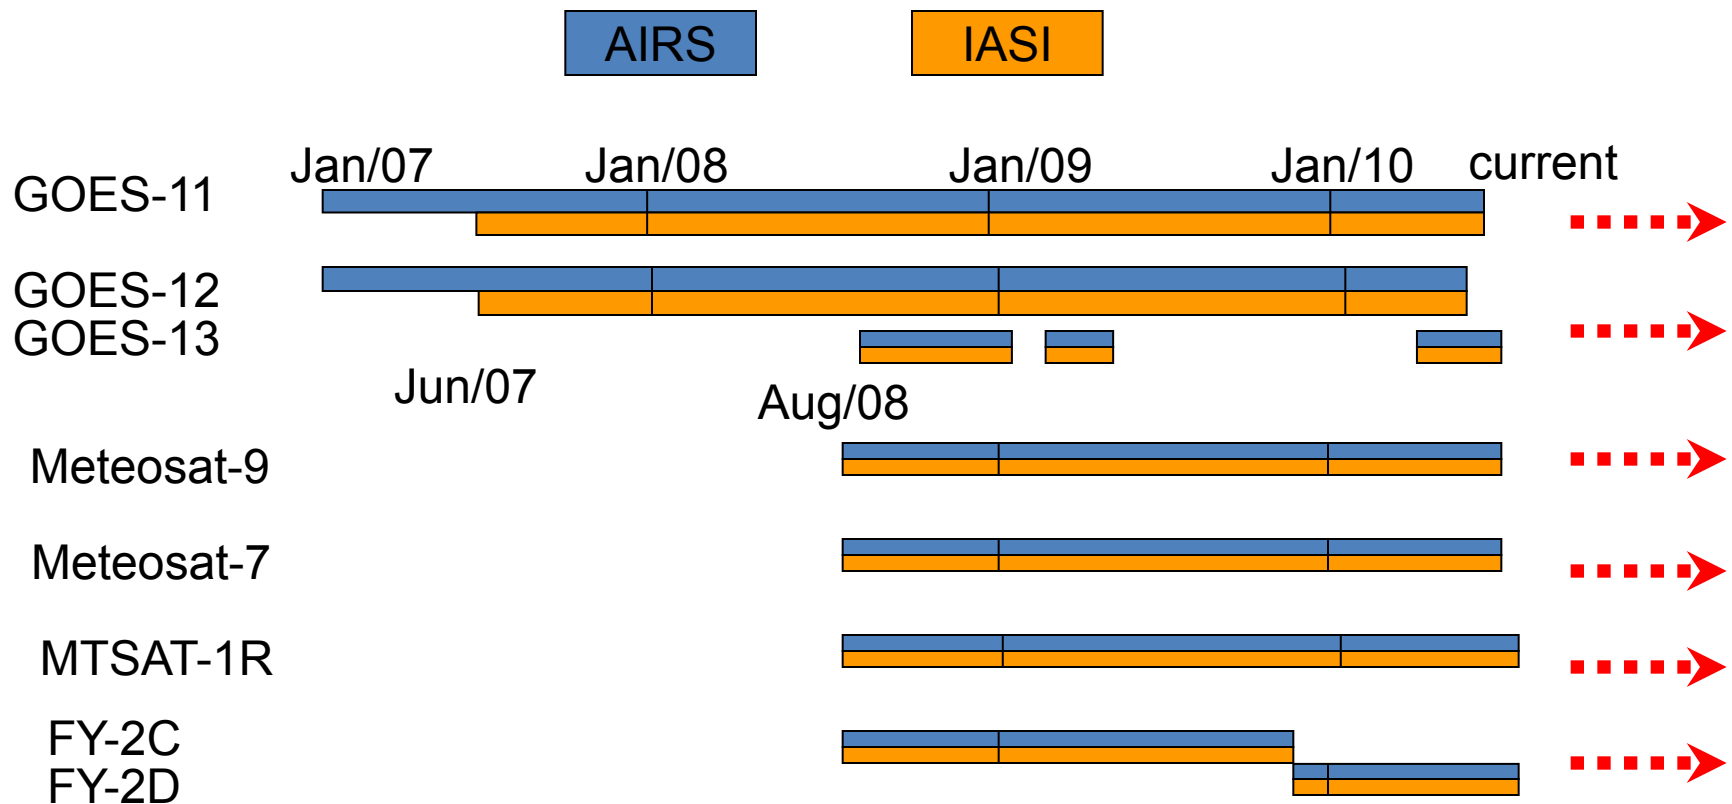 AIRS IASI
Jan/07 Jan/08 Jan/09 Jan/10 current
GOES-11
GOES-12
GOES-13
Jun/07 Aug/08
Meteosat-9
Meteosat-7
MTSAT-1R
FY-2C
FY-2D